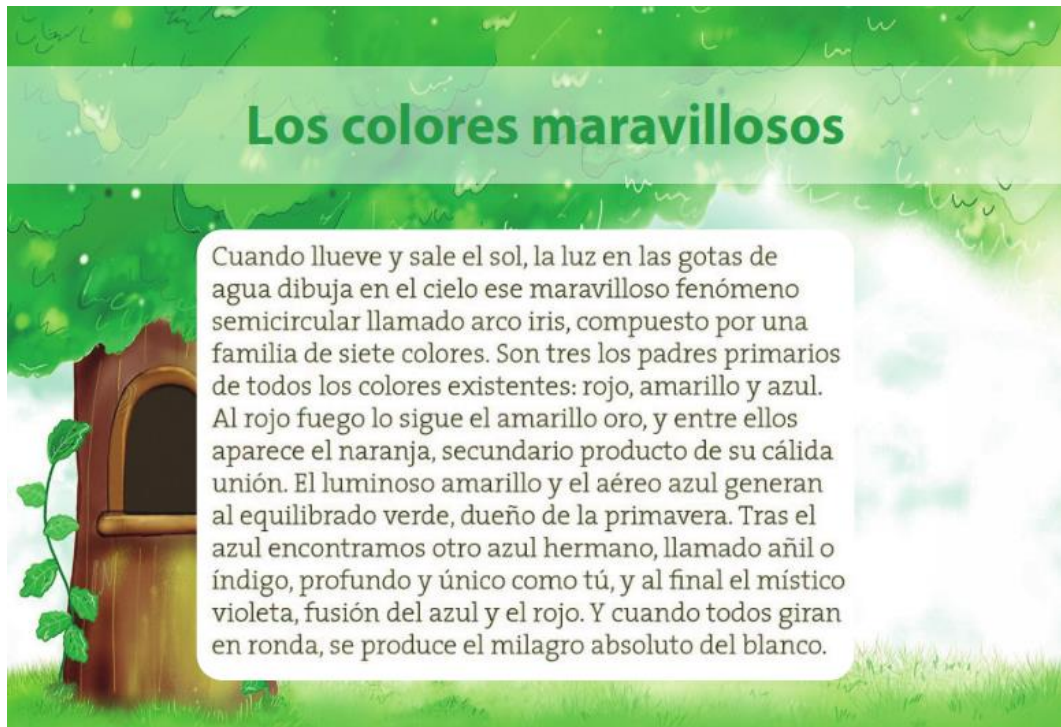 Los colores maravillosos
Cuando llueve y sale el sol, la luz en las gotas de
agua dibuja en el cielo ese maravilloso fenómeno
semicircular llamado arco iris, compuesto por una
familia de siete colores. Son tres los padres primarios
de todos los colores existentes: rojo, amarillo y azul.
Al rojo fuego lo sigue el amarillo oro, y entre ellos
aparece el naranja, secundario producto de su cálida
unión. El luminoso amarillo y el aéreo azul generan
al equilibrado verde, dueño de la primavera. Tras el
azul encontramos otro azul hermano, llamado añil o
índigo, profundo y único como tú, y al final el místico
violeta, fusión del azul y el rojo. Y cuando todos giran
en ronda, se produce el milagro absoluto del blanco.